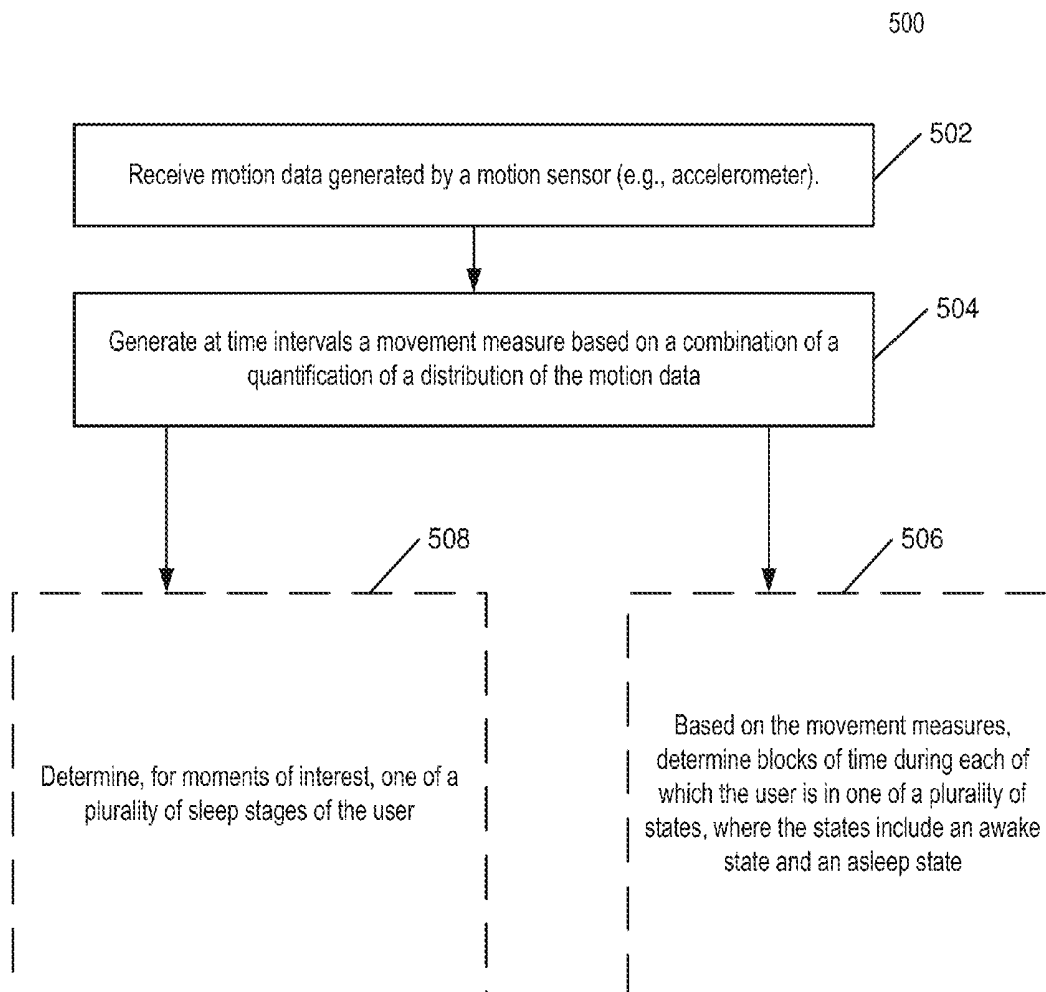 500
502
Receive motion data generated by a motion sensor (e.g., accelerometer).
504
Generate at time intervals a movement measure based on a combination of a
quantification of a distribution of the motion data
508
Determine, for moments of interest, one of a
plurality of sleep stages of the user
506
Based on the movement measures,
determine blocks of time during each of
which the user is in one of a plurality of
states, where the states include an awake
state and an asleep state